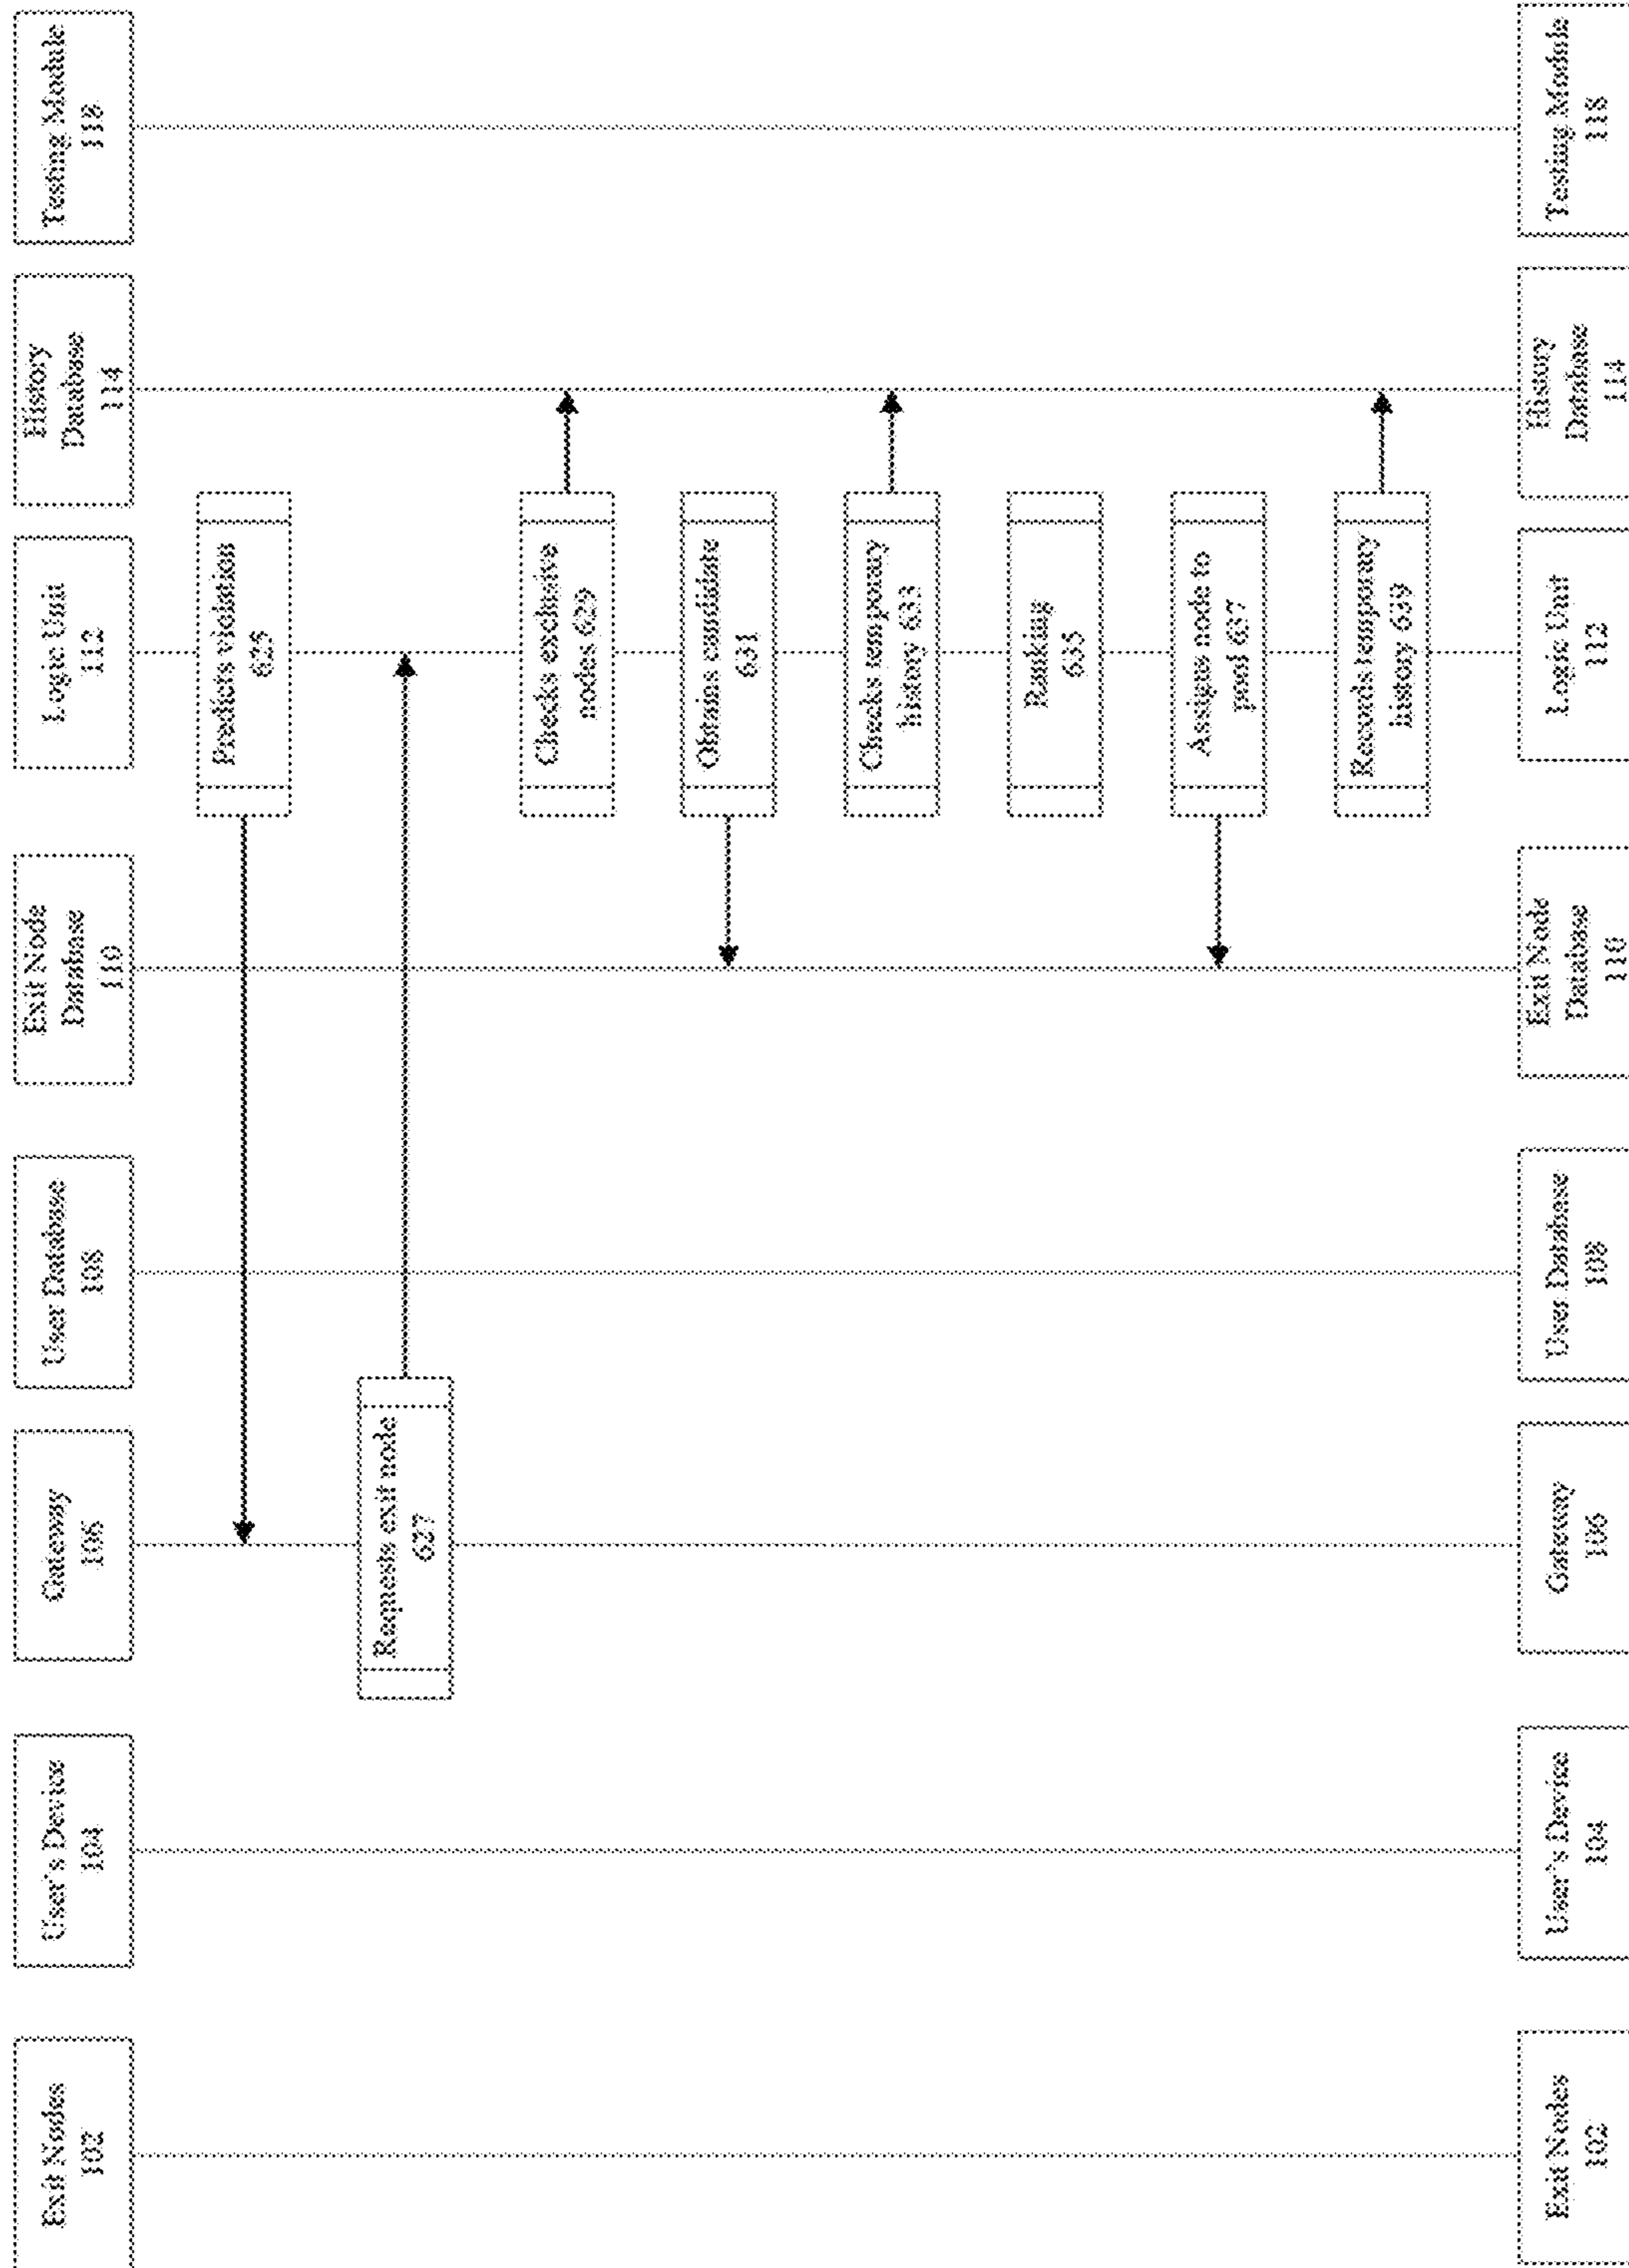 Exit Nodes
102
User's Device
104
Gateway
106
User Database
108
Exit Node
Database
110
Logic Unit
112
History
Database
114
Testing Module
118
Predicts violation
625
Requests exit node
627
Checks exclusive
nodes 629
Obtains candidate
631
Checks temporary
history 633
Ranking
635
Assigns node to
pool 637
Records temporary
history 639
Exit Nodes
102
User's Device
104
Gateway
106
User Database
108
Exit Node
Database
110
Logic Unit
112
History
Database
114
Testing Module
118